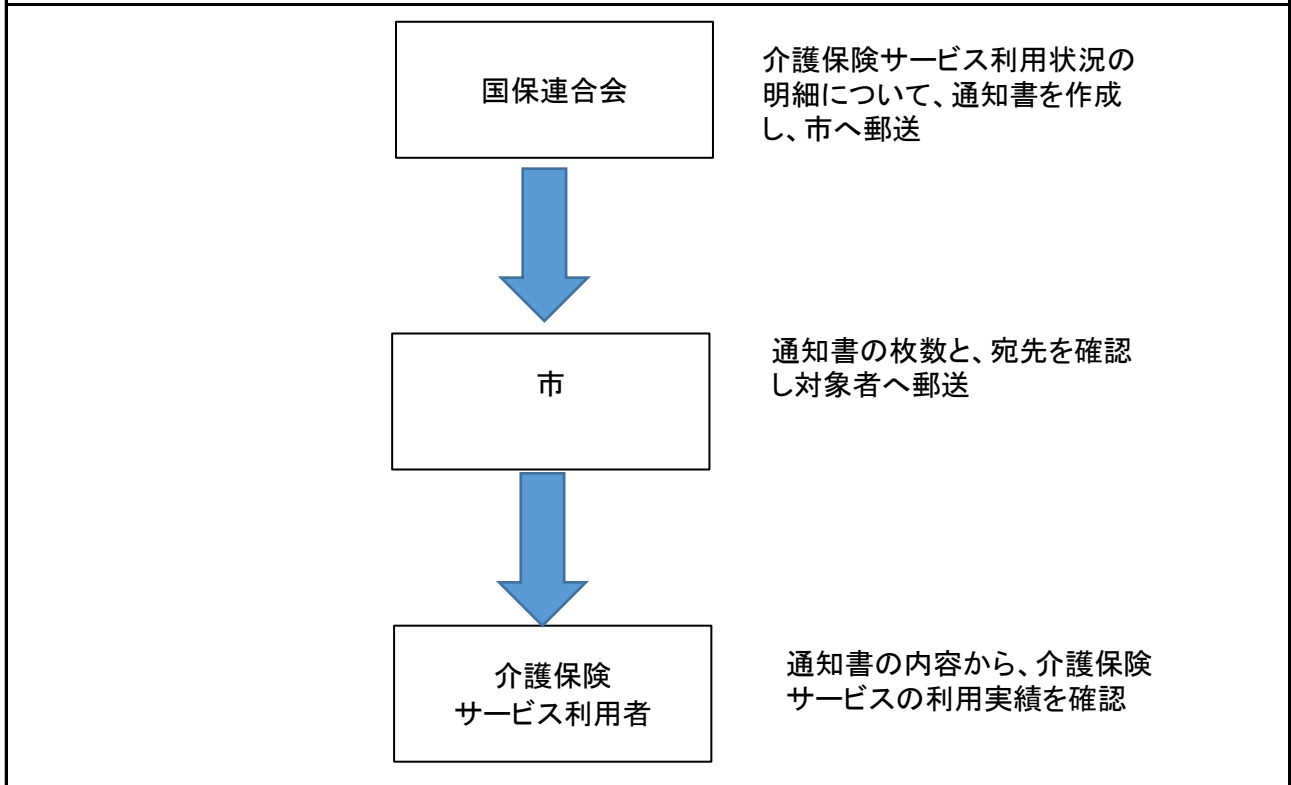 国保連合会
介護保険サービス利用状況の
明細について、通知書を作成
し、市へ郵送
市
通知書の枚数と、宛先を確認
し対象者へ郵送
介護保険
サービス利用者
通知書の内容から、介護保険
サービスの利用実績を確認